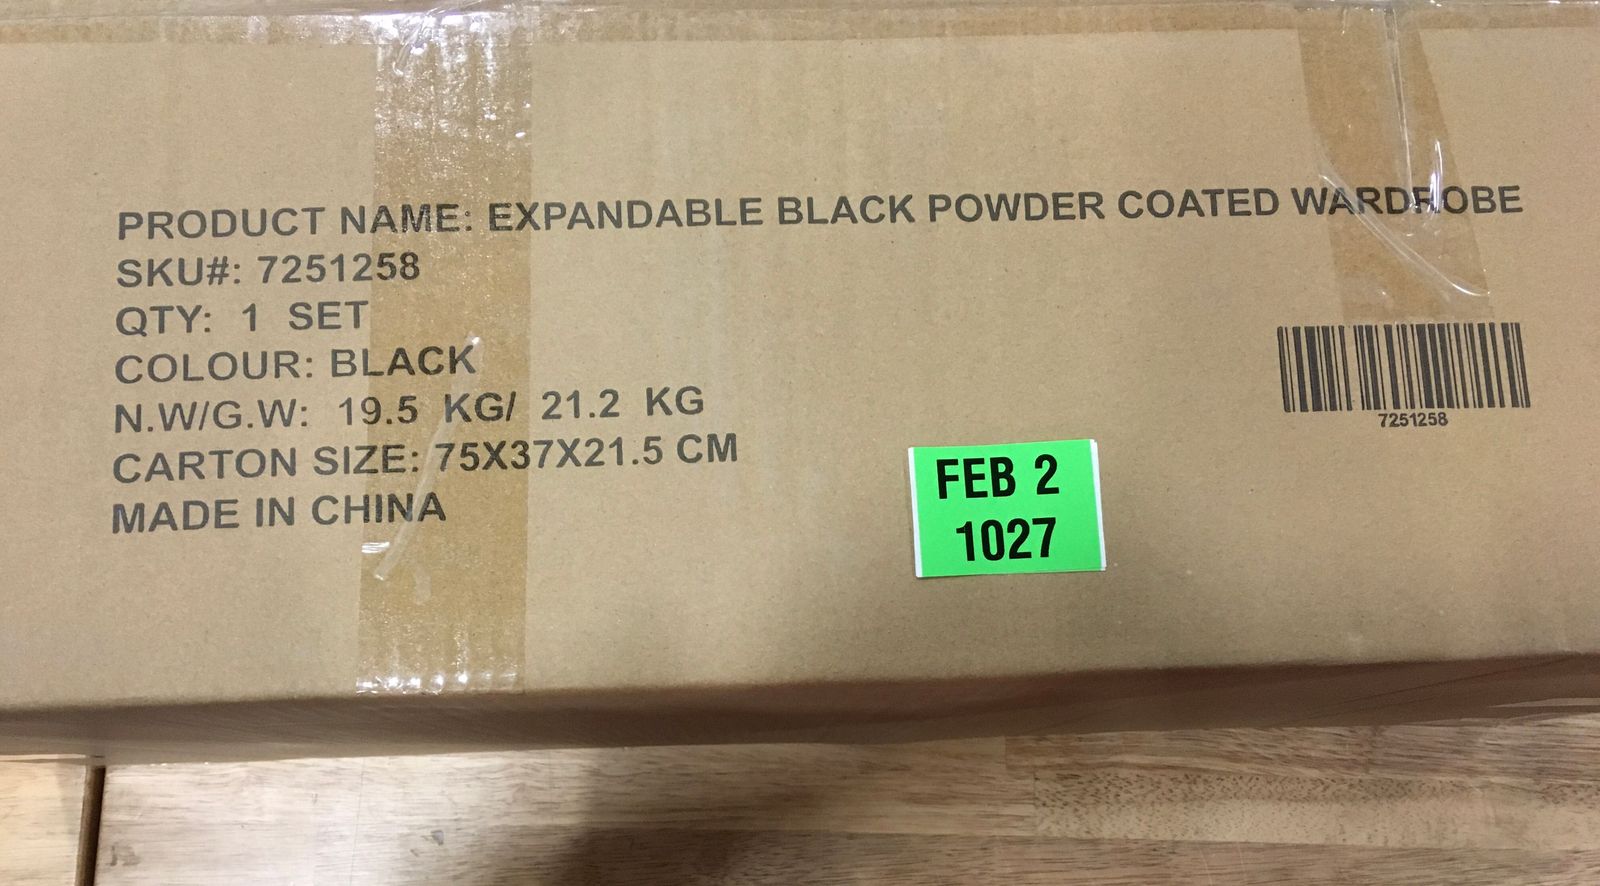 PRODUCT NAME: EXPANDABLE BLACK POWDER COATED WARDROBE
SKU#: 7251258
QTY: 1 SET
COLOUR: BLACK
N.W/G.W: 19.5 KG/ 21.2 KG
CARTON SIZE: 75X37X21.5 CM
MADE IN CHINA
7251258
FEB 2
1027